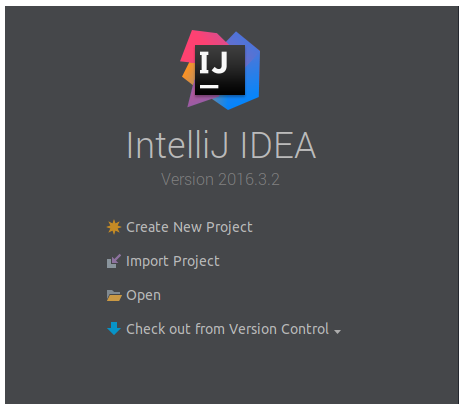 IJ
IntelliJ IDEA
Version 2016.3.2
Create New Project
Import Project
Open
Check out from Version Control